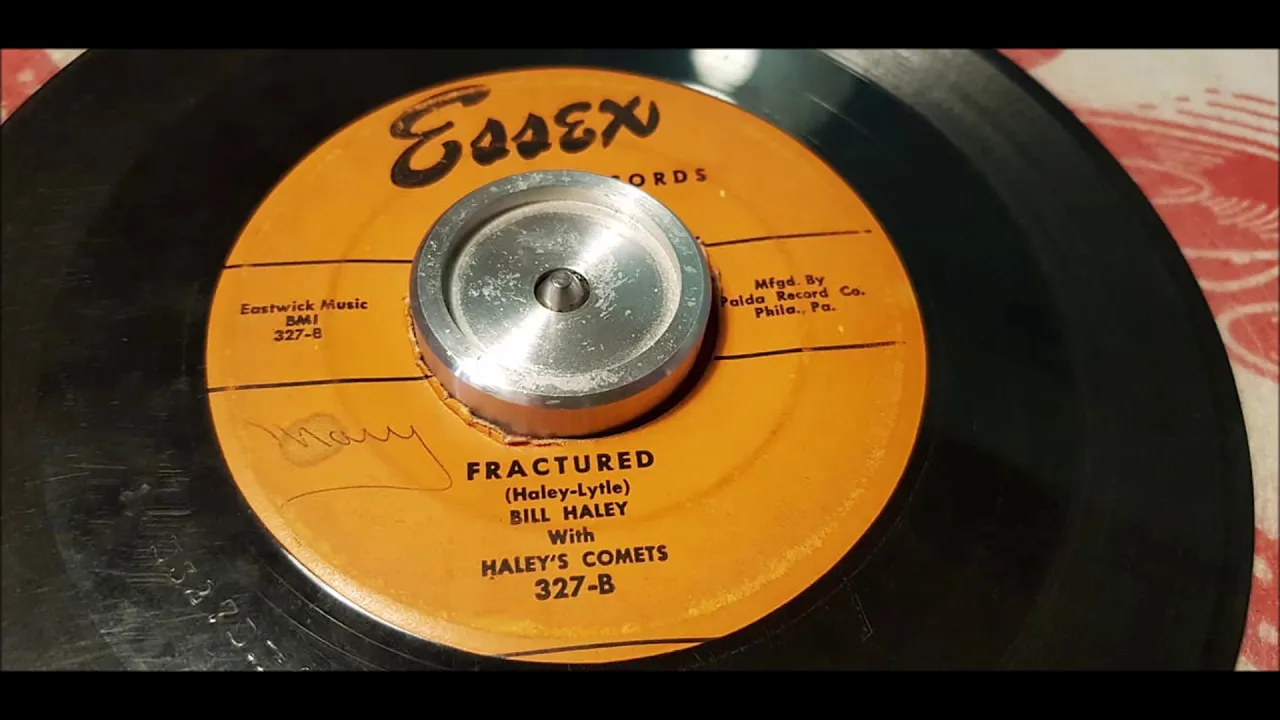 Essex
ORDS
Eastwick Music
BMI
327-B
Mfgd. By
Palda Record Co.
Phila., Pa.
Mary
FRACTURED
(Haley-Lytle)
BILL HALEY
With
HALEY'S COMETS
327-B